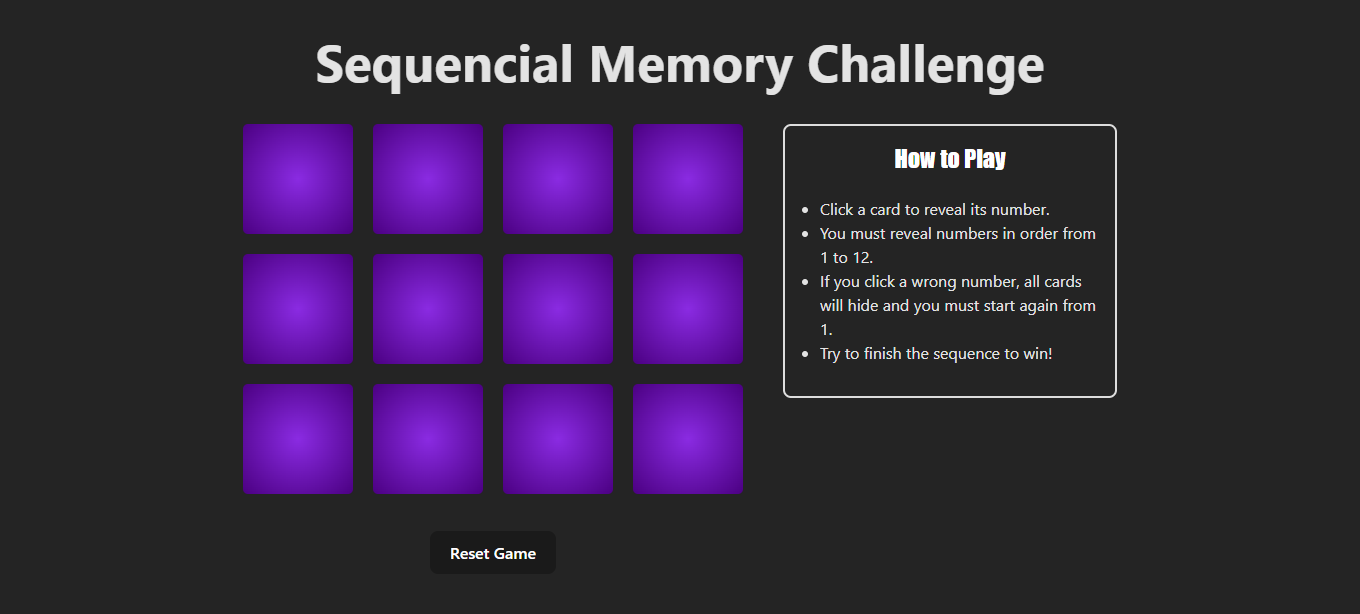 Sequencial Memory Challenge
How to Play
Click a card to reveal its number.
You must reveal numbers in order from
1 to 12.
If you click a wrong number, all cards
will hide and you must start again from
1.
Try to finish the sequence to win!
Reset Game